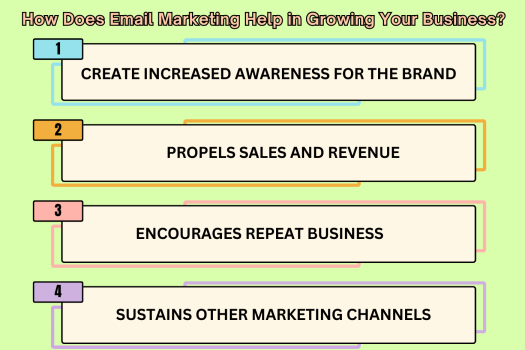 How Does Email Marketing Help in Growing Your Business?
1
CREATE INCREASED AWARENESS FOR THE BRAND
2
PROPELS SALES AND REVENUE
3
ENCOURAGES REPEAT BUSINESS
4
SUSTAINS OTHER MARKETING CHANNELS